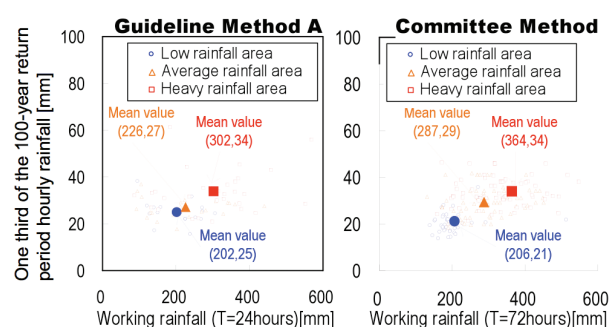 Guideline Method A
Committee Method
One third of the 100-year return
period hourly rainfall [mm]
100
80
60
40
20
0
Low rainfall area
Average rainfall area
Heavy rainfall area
Mean value
(226,27)
Mean value
(302,34)
Mean value
(202,25)
0
200
400
600
Working rainfall (T=24hours)[mm]
100
80
60
40
20
0
Low rainfall area
Average rainfall area
Heavy rainfall area
Mean value
(287,29)
Mean value
(364,34)
Mean value
(206,21)
0
200
400
600
Working rainfall (T=72hours)[mm]